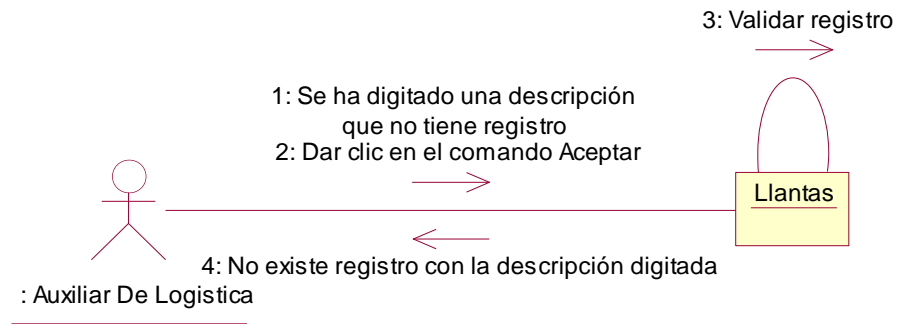 3: Validar registro
1: Se ha digitado una descripción
que no tiene registro
2: Dar clic en el comando Aceptar
Llantas
4: No existe registro con la descripción digitada
: Auxiliar De Logistica